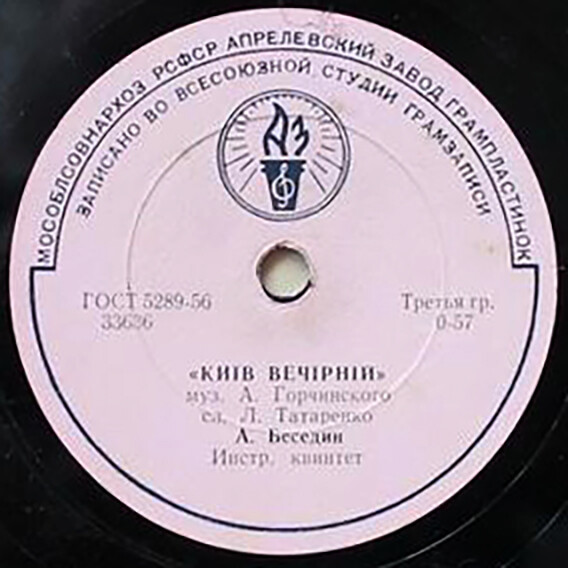 МОСОБЛСОВНАРХОЗ РСФСР АПРЕЛЕВСКИЙ ЗАВОД ГРАМПЛАСТИНОК
ЗАПИСАНО ВО ВСЕСОЮЗНОЙ СТУДИИ ГРАМЗАПИСИ
АЗ
ГОСТ 5289-56
33636
Третья гр.
0-57
«КИІВ ВЕЧІРНІЙ»
муз. А. Горчинского
сл. Л. Татаренко
А. Беседин
Инстр. квинтет